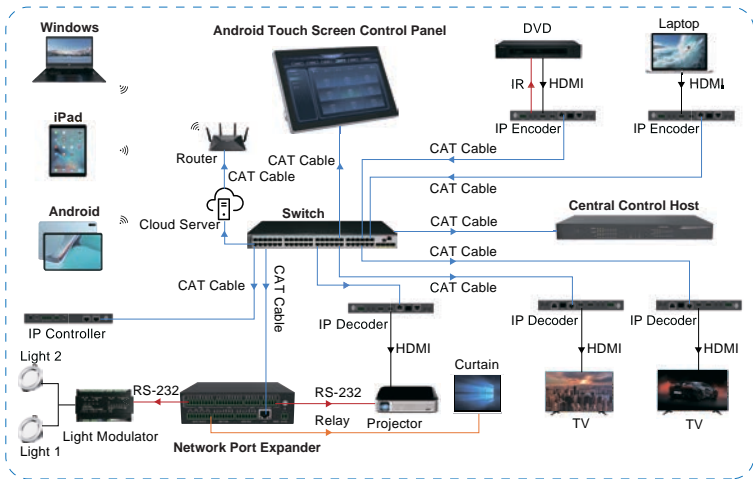 Windows
Android Touch Screen Control Panel
DVD
Laptop
IR
HDMI
HDMI
iPad
IP Encoder
IP Encoder
Router
CAT Cable
CAT Cable
CAT Cable
Android
Cloud Server
Switch
CAT Cable
Central Control Host
CAT Cable
CAT Cable
CAT Cable
CAT Cable
IP Controller
IP Decoder
IP Decoder
IP Decoder
HDMI
HDMI
HDMI
Light 2
Curtain
RS-232
RS-232
Relay
Projector
TV
TV
Light 1
Light Modulator
Network Port Expander